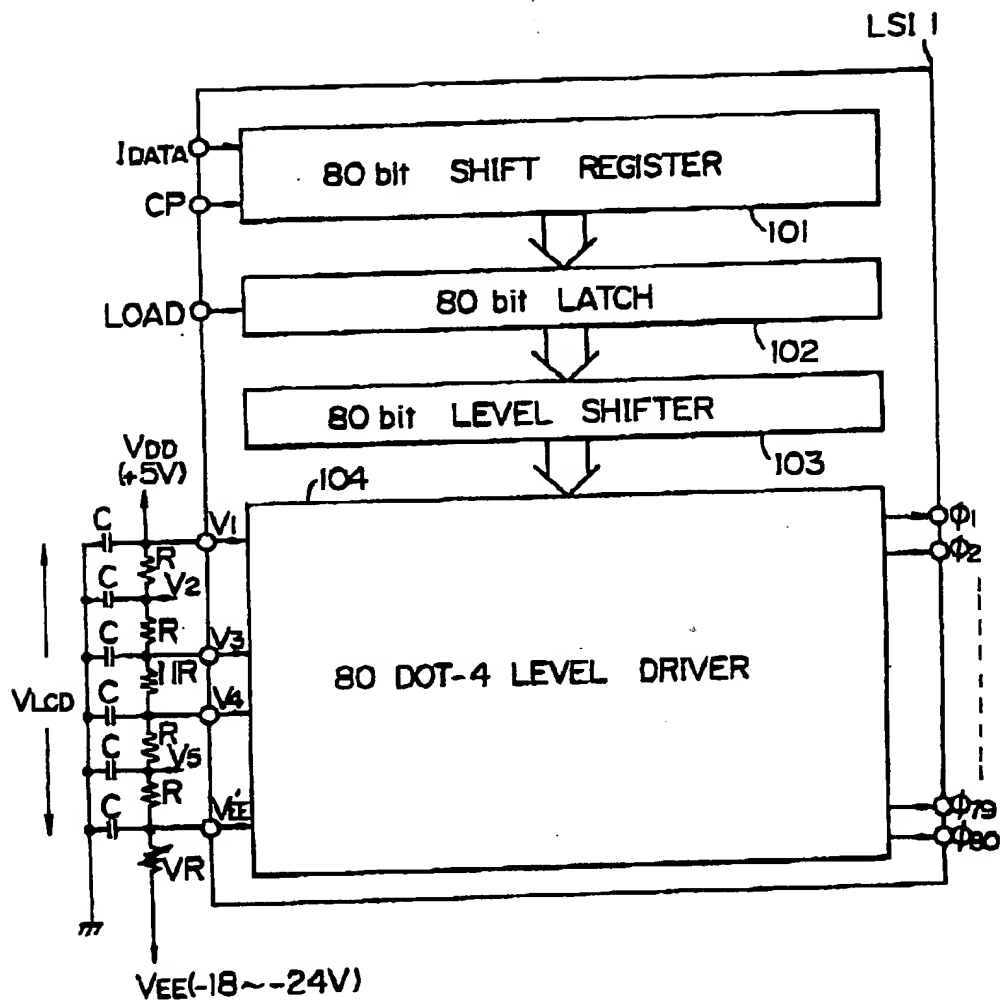 LSI 1
IDATA
80 bit SHIFT REGISTER
CP
101
80 bit LATCH
LOAD
102
80 bit LEVEL SHIFTER
103
VDD
(+5V)
104
C
V1
φ1
R
φ2
C
V2
R
C
V3
11R
80 DOT-4 LEVEL DRIVER
VLCD
C
V4
R
C
V5
R
C
VEE'
φ79
φ80
VR
VEE(-18~-24V)